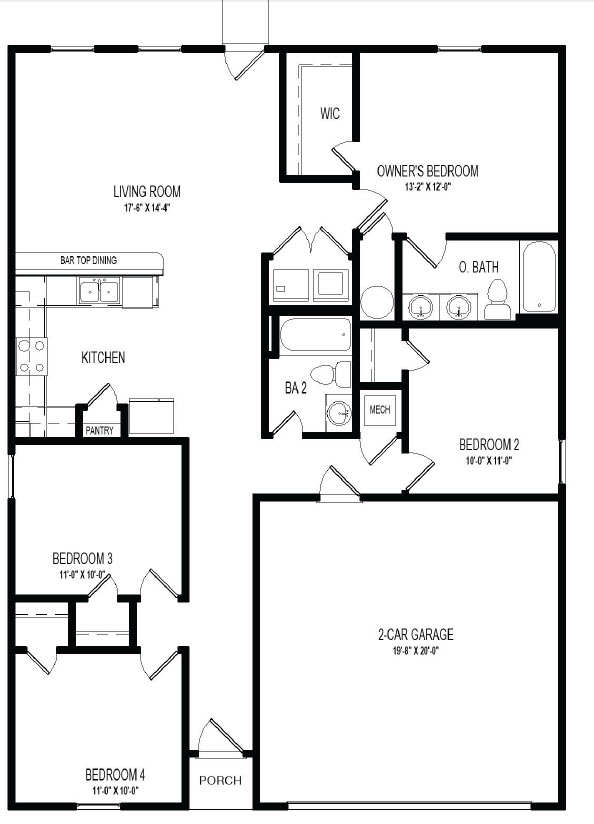 WIC
OWNER'S BEDROOM
13'-2" X 12'-0"
LIVING ROOM
17'-6" X 14'-4"
BAR TOP DINING
O. BATH
KITCHEN
BA 2
MECH
PANTRY
BEDROOM 2
10'-0" X 11'-0"
BEDROOM 3
11'-0" X 10'-0"
2-CAR GARAGE
19'-8" X 20'-0"
BEDROOM 4
11'-0" X 10'-0"
PORCH